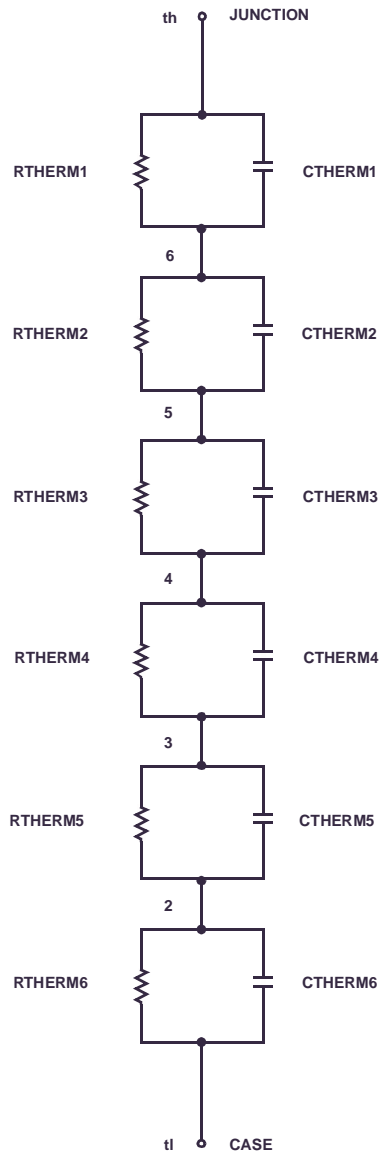 th JUNCTION
RTHERM1 CTHERM1
6
RTHERM2 CTHERM2
5
RTHERM3 CTHERM3
4
RTHERM4 CTHERM4
3
RTHERM5 CTHERM5
2
RTHERM6 CTHERM6
tl CASE